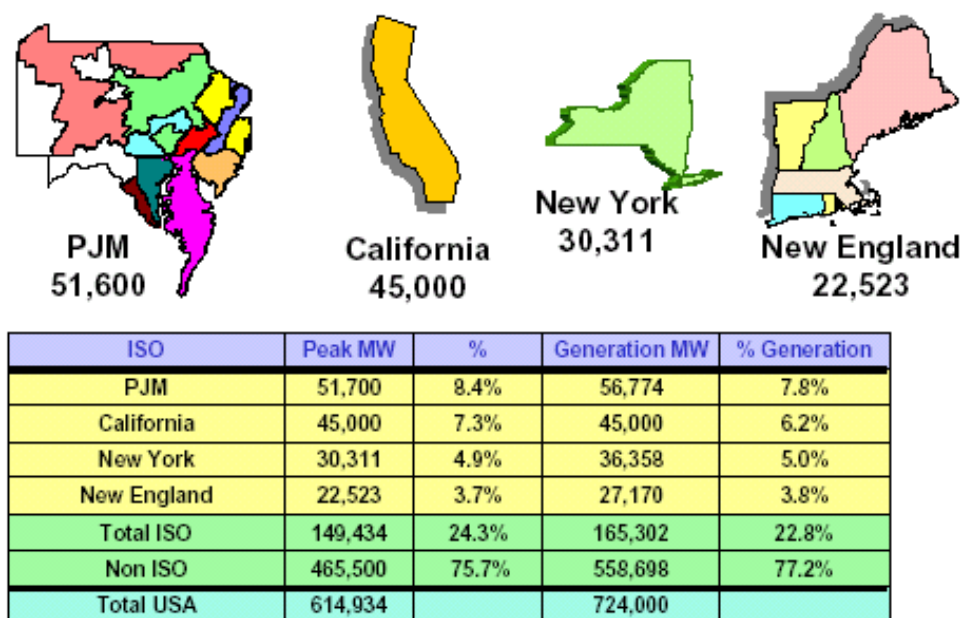 PJM
51,600
California
45,000
New York
30,311
New England
22,523
ISO Peak MW % Generation MW % Generation
PJM 51,700 8.4% 56,774 7.8%
California 45,000 7.3% 45,000 6.2%
New York 30,311 4.9% 36,358 5.0%
New England 22,523 3.7% 27,170 3.8%
Total ISO 149,434 24.3% 165,302 22.8%
Non ISO 465,500 75.7% 558,698 77.2%
Total USA 614,934 724,000